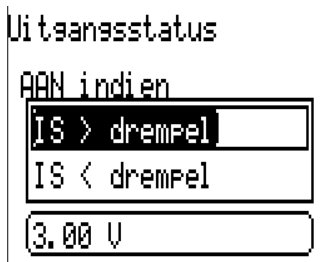 Uitgangsstatus
AAN indien
IS > drempel
IS < drempel
3.00 V